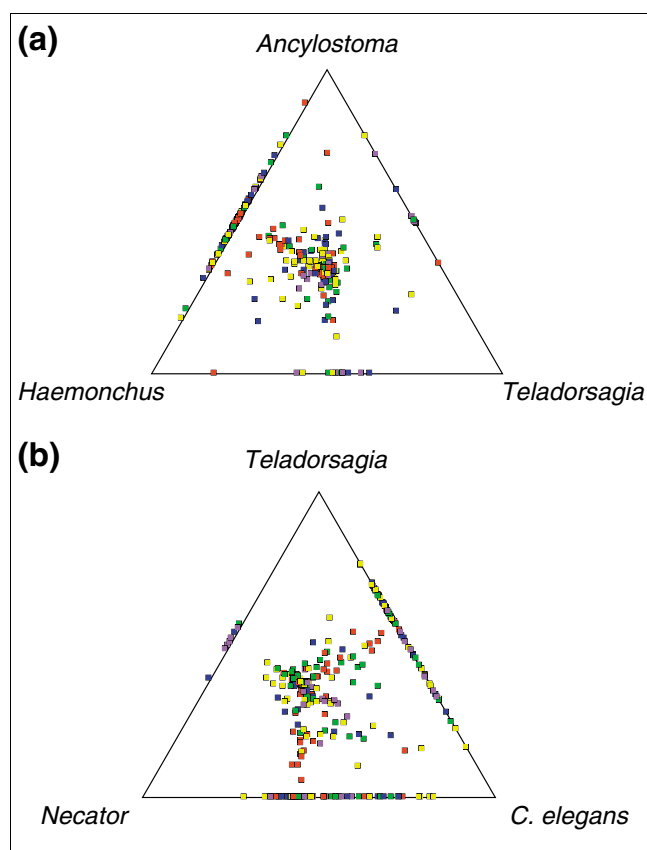 (a)
Ancylostoma
Haemonchus
Teladorsagia
(b)
Teladorsagia
Necator
C. elegans